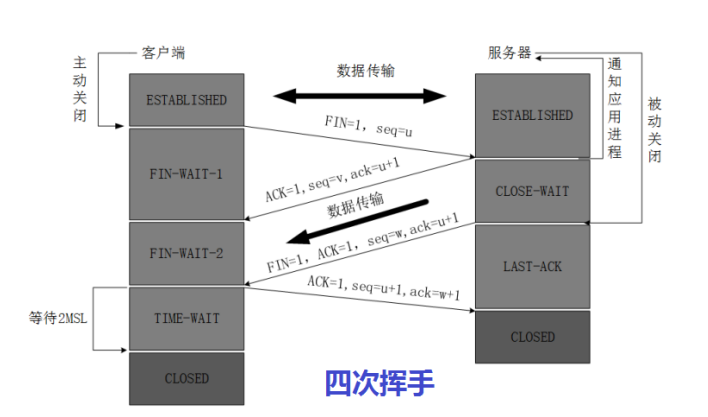 客户端
服务器
主动关闭
数据传输
通知应用进程
被动关闭
ESTABLISHED
ESTABLISHED
FIN=1, seq=u
FIN-WAIT-1
ACK=1,seq=v,ack=u+1
CLOSE-WAIT
数据传输
FIN-WAIT-2
FIN=1, ACK=1, seq=w,ack=u+1
LAST-ACK
ACK=1,seq=u+1,ack=w+1
等待2MSL
TIME-WAIT
CLOSED
CLOSED
四次挥手